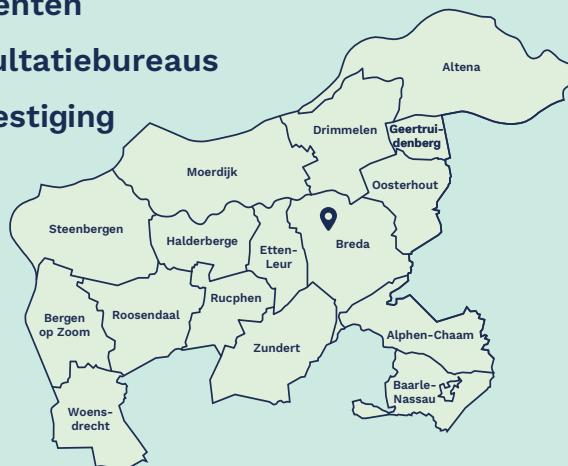 enten
ultatiebureaus
estiging
Altena
Drimmelen
Geertrui-
denberg
Moerdijk
Oosterhout
Steenbergen
Halderberge
Etten-
Leur
Breda
Rucphen
Bergen
op Zoom
Roosendaal
Alphen-Chaam
Zundert
Baarle-
Nassau
Woens-
drecht